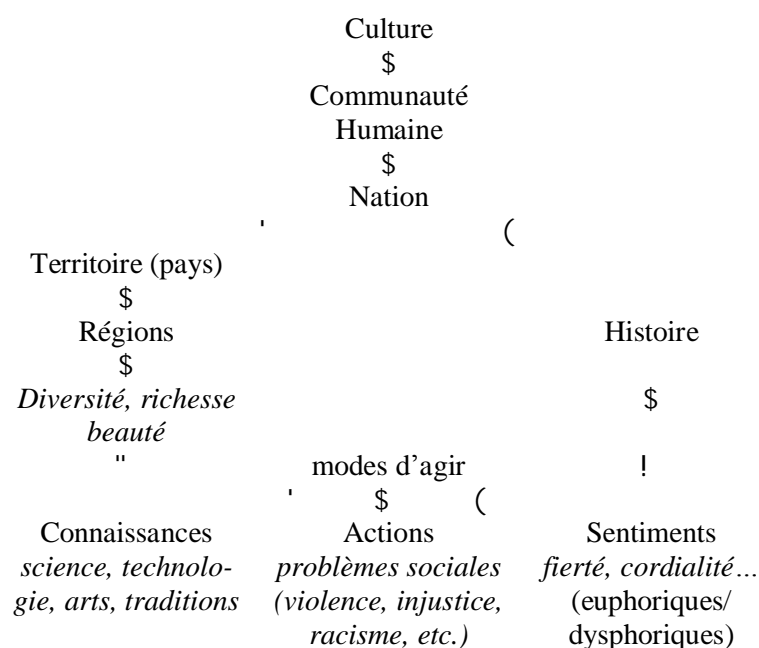 Culture
$
Communauté
Humaine
$
Nation
' (
Territoire (pays)
$
Régions Histoire
$
Diversité, richesse $
beauté
" modes d’agir !
' $ (
Connaissances Actions Sentiments
science, technolo- problèmes sociales fierté, cordialité…
gie, arts, traditions (violence, injustice, (euphoriques/
racisme, etc.) dysphoriques)